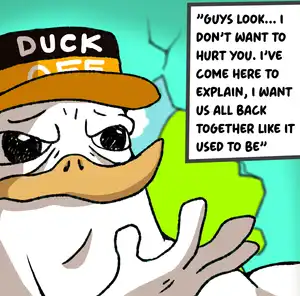 DUCK
OFF
"GUYS LOOK... I
DON'T WANT TO
HURT YOU. I'VE
COME HERE TO
EXPLAIN, I WANT
US ALL BACK
TOGETHER LIKE IT
USED TO BE"